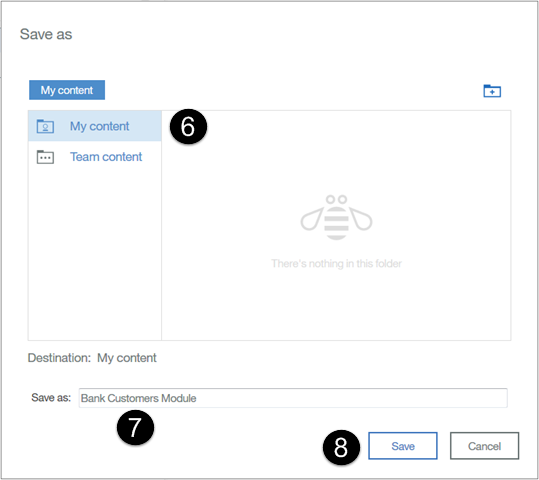 Save as
My content
My content
6
Team content
There's nothing in this folder
Destination: My content
Save as: Bank Customers Module
7
8
Save
Cancel